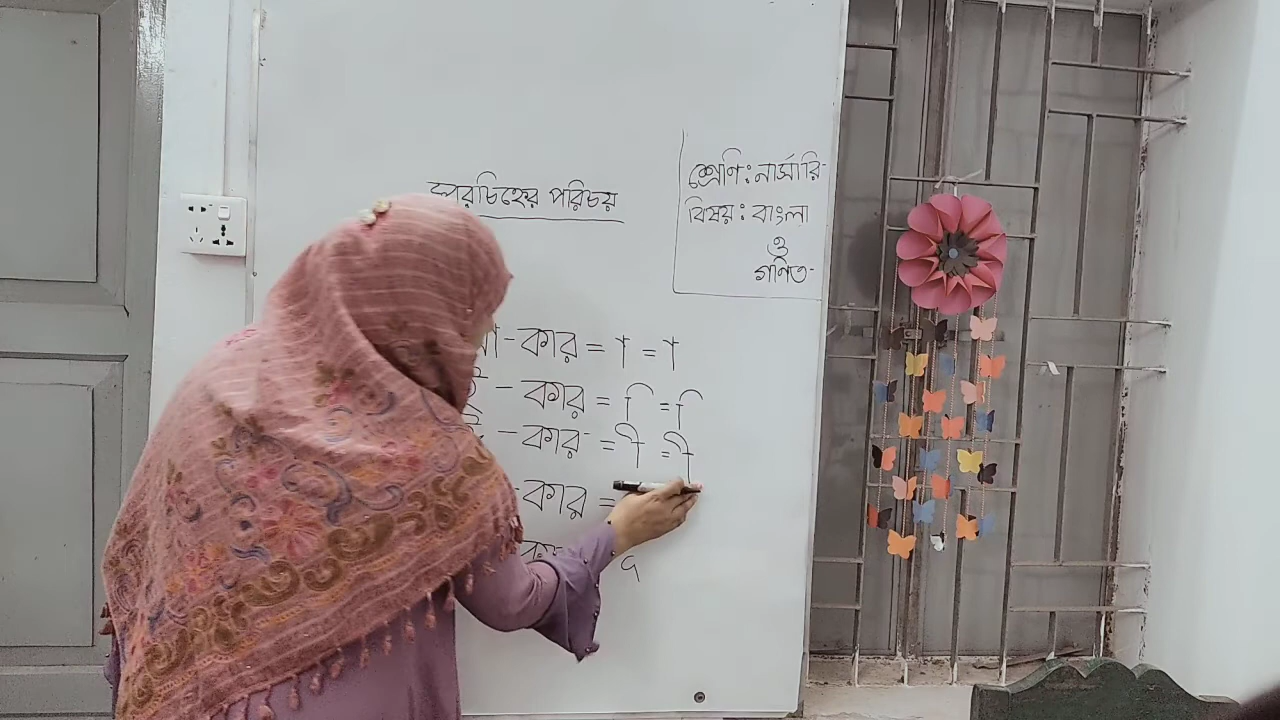 স্বরচিহ্নের পরিচয়
শ্রেণি: নার্সারি
বিষয়: বাংলা
ও
গণিত
- কার = া = া
- কার = ি = ি
- কার = ী = ী
- কার =